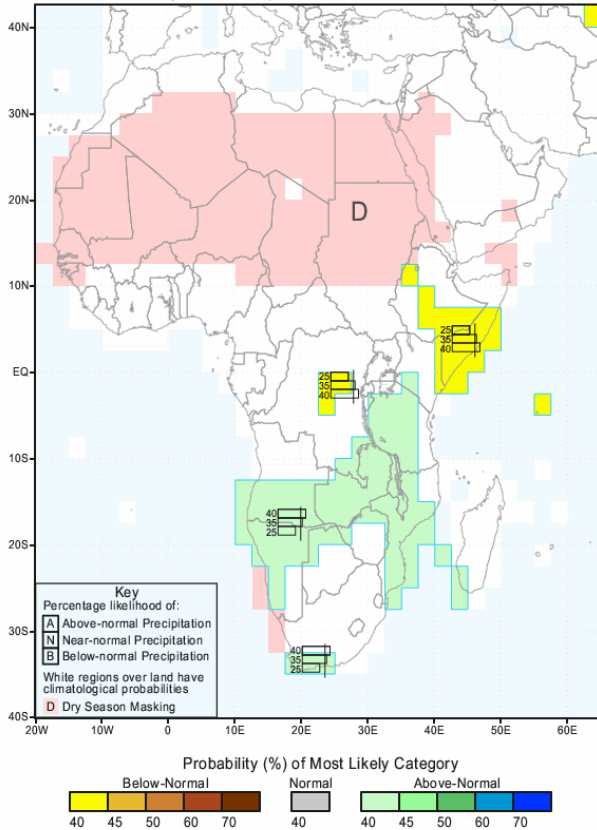 40N
30N
20N
10N
EQ
10S
20S
30S
40S
D
25
35
40
25
35
40
40
35
25
40
35
25
Key
Percentage likelihood of:
A Above-normal Precipitation
N Near-normal Precipitation
B Below-normal Precipitation
White regions over land have
climatological probabilities
D Dry Season Masking
20W 10W 0 10E 20E 30E 40E 50E 60E
Probability (%) of Most Likely Category
Below-Normal Normal Above-Normal
40 45 50 60 70 40 40 45 50 60 70